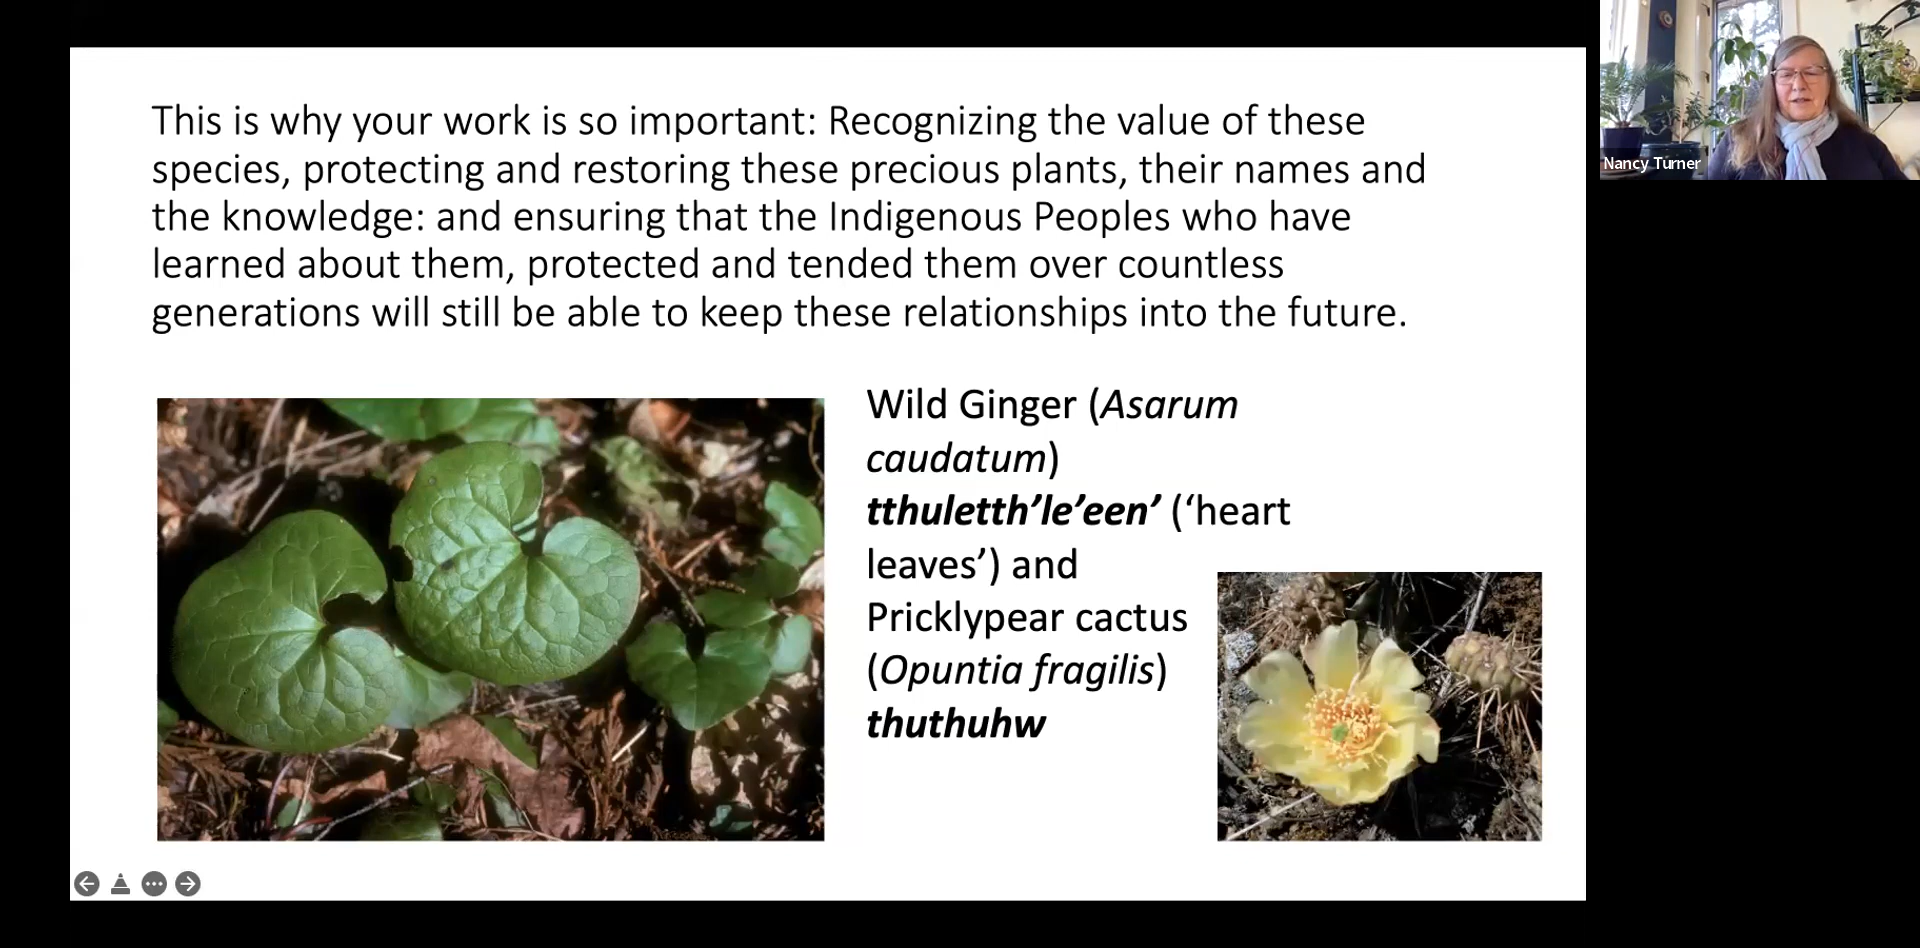 This is why your work is so important: Recognizing the value of these
species, protecting and restoring these precious plants, their names and
the knowledge: and ensuring that the Indigenous Peoples who have
learned about them, protected and tended them over countless
generations will still be able to keep these relationships into the future.
Wild Ginger (Asarum
caudatum)
tthuletth’le’een’ (‘heart
leaves’) and
Pricklypear cactus
(Opuntia fragilis)
thuthuhw
Nancy Turner